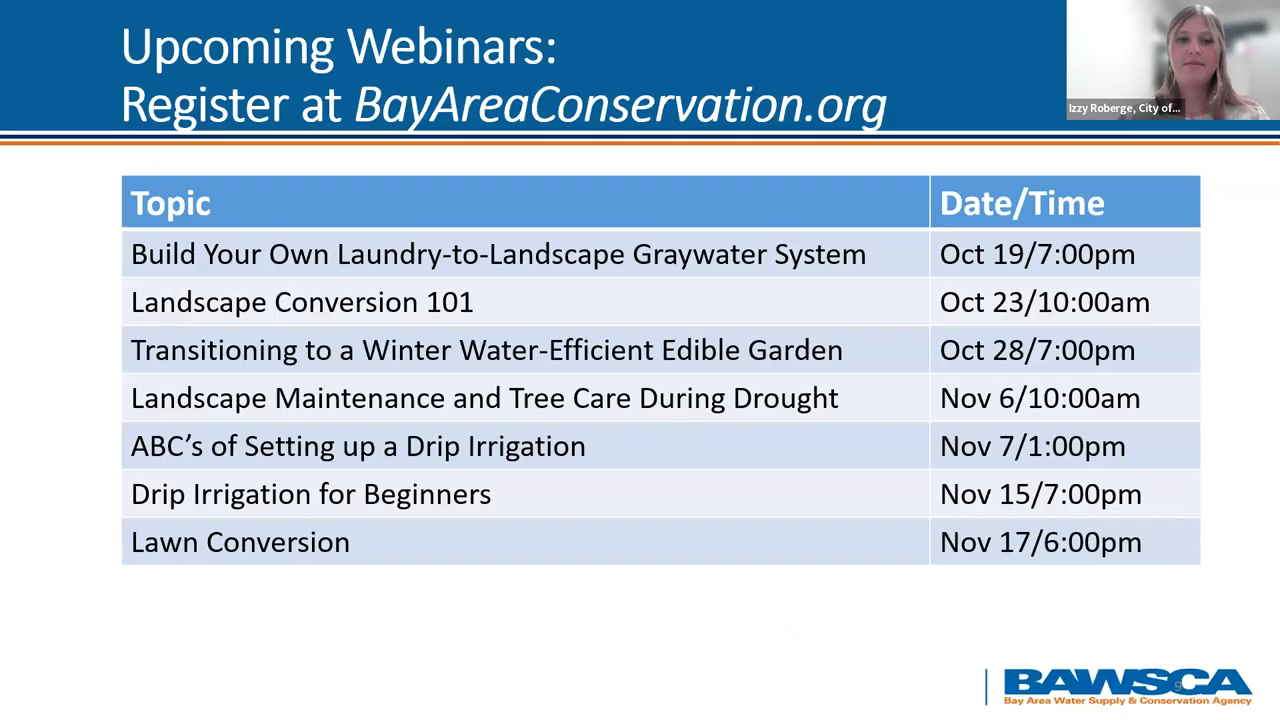 Upcoming Webinars:
Register at BayAreaConservation.org
Izzy Roberge, City of...
Topic Date/Time
Build Your Own Laundry-to-Landscape Graywater System Oct 19/7:00pm
Landscape Conversion 101 Oct 23/10:00am
Transitioning to a Winter Water-Efficient Edible Garden Oct 28/7:00pm
Landscape Maintenance and Tree Care During Drought Nov 6/10:00am
ABC’s of Setting up a Drip Irrigation Nov 7/1:00pm
Drip Irrigation for Beginners Nov 15/7:00pm
Lawn Conversion Nov 17/6:00pm
BAWSCA
9
Bay Area Water Supply & Conservation Agency